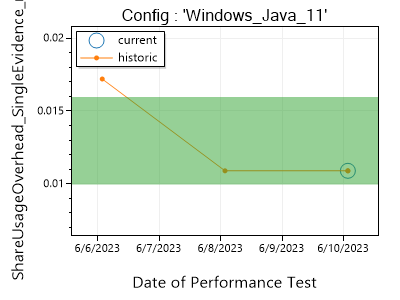 Config : 'Windows_Java_11'
ShareUsageOverhead_SingleEvidence_
current
historic
0.02
0.015
0.01
6/6/2023
6/7/2023
6/8/2023
6/9/2023
6/10/2023
Date of Performance Test